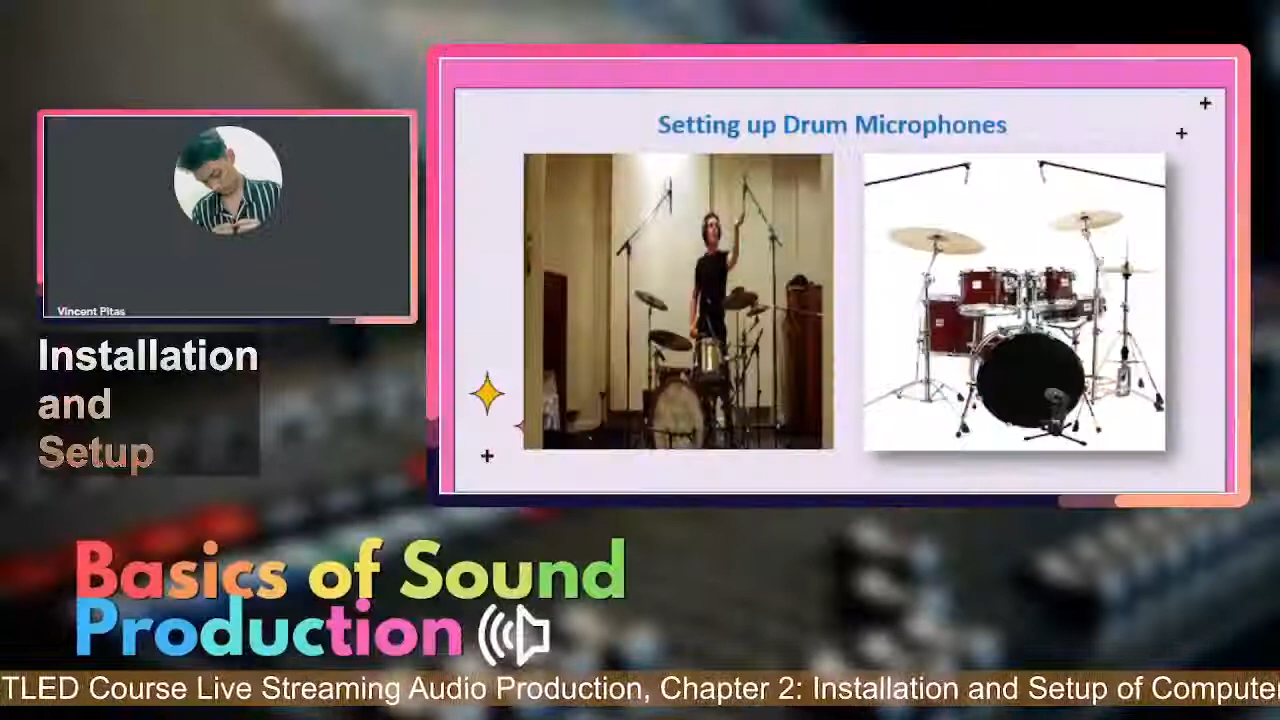 Setting up Drum Microphones
Vincent Pitas
Installation
and
Setup
Basics of Sound
Production
TLED Course Live Streaming Audio Production, Chapter 2: Installation and Setup of Computer